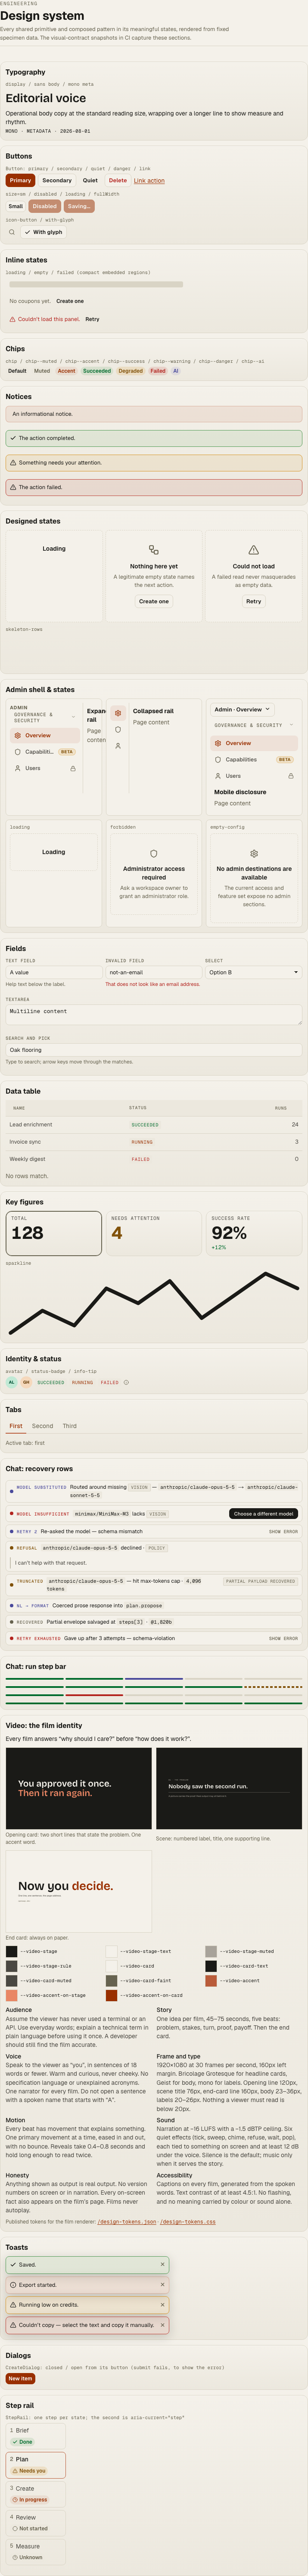 ENGINEERING
Design system
Every shared primitive and composed pattern in its meaningful states, rendered from fixed
specimen data. The visual-contract snapshots in CI capture these sections.
Typography
display / sans body / mono meta
Editorial voice
Operational body copy at the standard reading size, wrapping over a longer line to show measure and
rhythm.
MONO · METADATA · 2026-06-01
Buttons
Button: primary / secondary / quiet / danger / link
Primary Secondary Quiet Delete Link action
size=sm / disabled / loading / fullWidth
Small Disabled Saving…
icon-button / with-glyph
With glyph
Inline states
loading / empty / failed (compact embedded regions)
No coupons yet. Create one
Couldn't load this panel. Retry
Chips
chip / chip--muted / chip--accent / chip--success / chip--warning / chip--danger / chip--ai
Default Muted Accent Succeeded Degraded Failed AI
Notices
An informational notice.
The action completed.
Something needs your attention.
The action failed.
Designed states
Loading
Nothing here yet
A legitimate empty state names
the next action.
Create one
Could not load
A failed read never masquerades
as empty data.
Retry
skeleton-rows
Admin shell & states
ADMIN
GOVERNANCE &
SECURITY
Overview
Capabiliti… BETA
Users
Expan
rail
Page
conten
Collapsed rail
Page content
Admin · Overview
GOVERNANCE & SECURITY
Overview
Capabilities BETA
Users
Mobile disclosure
Page content
loading
Loading
forbidden
Administrator access
required
Ask a workspace owner to
grant an administrator role.
empty-config
No admin destinations are
available
The current access and
feature set expose no admin
sections.
Fields
TEXT FIELD
A value
Help text below the label.
INVALID FIELD
not-an-email
That does not look like an email address.
SELECT
Option B
TEXTAREA
Multiline content
SEARCH AND PICK
Oak flooring
Type to search; arrow keys move through the matches.
Data table
NAME STATUS RUNS
Lead enrichment SUCCEEDED 24
Invoice sync RUNNING 3
Weekly digest FAILED 0
No rows match.
Key figures
TOTAL
128
NEEDS ATTENTION
4
SUCCESS RATE
92%
+12%
sparkline
Identity & status
avatar / status-badge / info-tip
AL GH SUCCEEDED RUNNING FAILED
Tabs
First Second Third
Active tab: first
Chat: recovery rows
MODEL SUBSTITUTED Routed around missing VISION — anthropic/claude-opus-5-5 → anthropic/claude-
sonnet-5-5
MODEL INSUFFICIENT minimax/MiniMax-M3 lacks VISION Choose a different model
RETRY 2 Re-asked the model — schema mismatch SHOW ERROR
REFUSAL anthropic/claude-opus-5-5 declined · POLICY
I can't help with that request.
TRUNCATED anthropic/claude-opus-5-5 — hit max-tokens cap · 4,096
tokens
PARTIAL PAYLOAD RECOVERED
NL → FORMAT Coerced prose response into plan.propose
RECOVERED Partial envelope salvaged at steps[3] · @1,820b
RETRY EXHAUSTED Gave up after 3 attempts — schema-violation SHOW ERROR
Chat: run step bar
Video: the film identity
Every film answers "why should I care?" before "how does it work?".
You approved it once.
Then it ran again.
Opening card: two short lines that state the problem. One
accent word.
Nobody saw the second run.
Scene: numbered label, title, one supporting line.
Now you decide.
End card: always on paper.
--video-stage --video-stage-text --video-stage-muted
--video-stage-rule --video-card --video-card-text
--video-card-muted --video-card-faint --video-accent
--video-accent-on-stage --video-accent-on-card
Audience
Assume the viewer has never used a terminal or an
API. Use everyday words; explain a technical term in
plain language before using it once. A developer
should still find the film accurate.
Story
One idea per film, 45–75 seconds, five beats:
problem, stakes, turn, proof, payoff. Then the end
card.
Voice
Speak to the viewer as "you", in sentences of 18
words or fewer. Warm and curious, never cheeky. No
specification language or unexplained acronyms.
One narrator for every film. Do not open a sentence
with a spoken name that starts with "A".
Frame and type
1920×1080 at 30 frames per second, 160px left
margin. Bricolage Grotesque for headline cards,
Geist for body, mono for labels. Opening line 120px,
scene title 76px, end-card line 160px, body 23–36px,
labels 20–26px. Nothing a viewer must read is
below 20px.
Motion
Every beat has movement that explains something.
One primary movement at a time, eased in and out,
with no bounce. Reveals take 0.4–0.8 seconds and
hold long enough to read twice.
Sound
Narration at −16 LUFS with a −1.5 dBTP ceiling. Six
quiet effects (tick, sweep, chime, refuse, wait, pop),
each tied to something on screen and at least 12 dB
under the voice. Silence is the default; music only
when it serves the story.
Honesty
Anything shown as output is real output. No version
numbers on screen or in narration. Every on-screen
fact also appears on the film's page. Films never
autoplay.
Accessibility
Captions on every film, generated from the spoken
lines. Text contrast of at least 4.5:1. No flashing,
and no meaning carried by colour or sound alone.
Published tokens for the film renderer: /design-tokens.json · /design-tokens.css
Toasts
Saved.
Export started.
Running low on credits.
Couldn't copy — select the text and copy it manually.
Dialogs
CreateDialog: closed / open from its button (submit fails, to show the error)
New item
Step rail
StepRail: one step per state; the second is aria-current="step"
1 Brief
Done
2 Plan
Needs you
3 Create
In progress
4 Review
Not started
5 Measure
Unknown